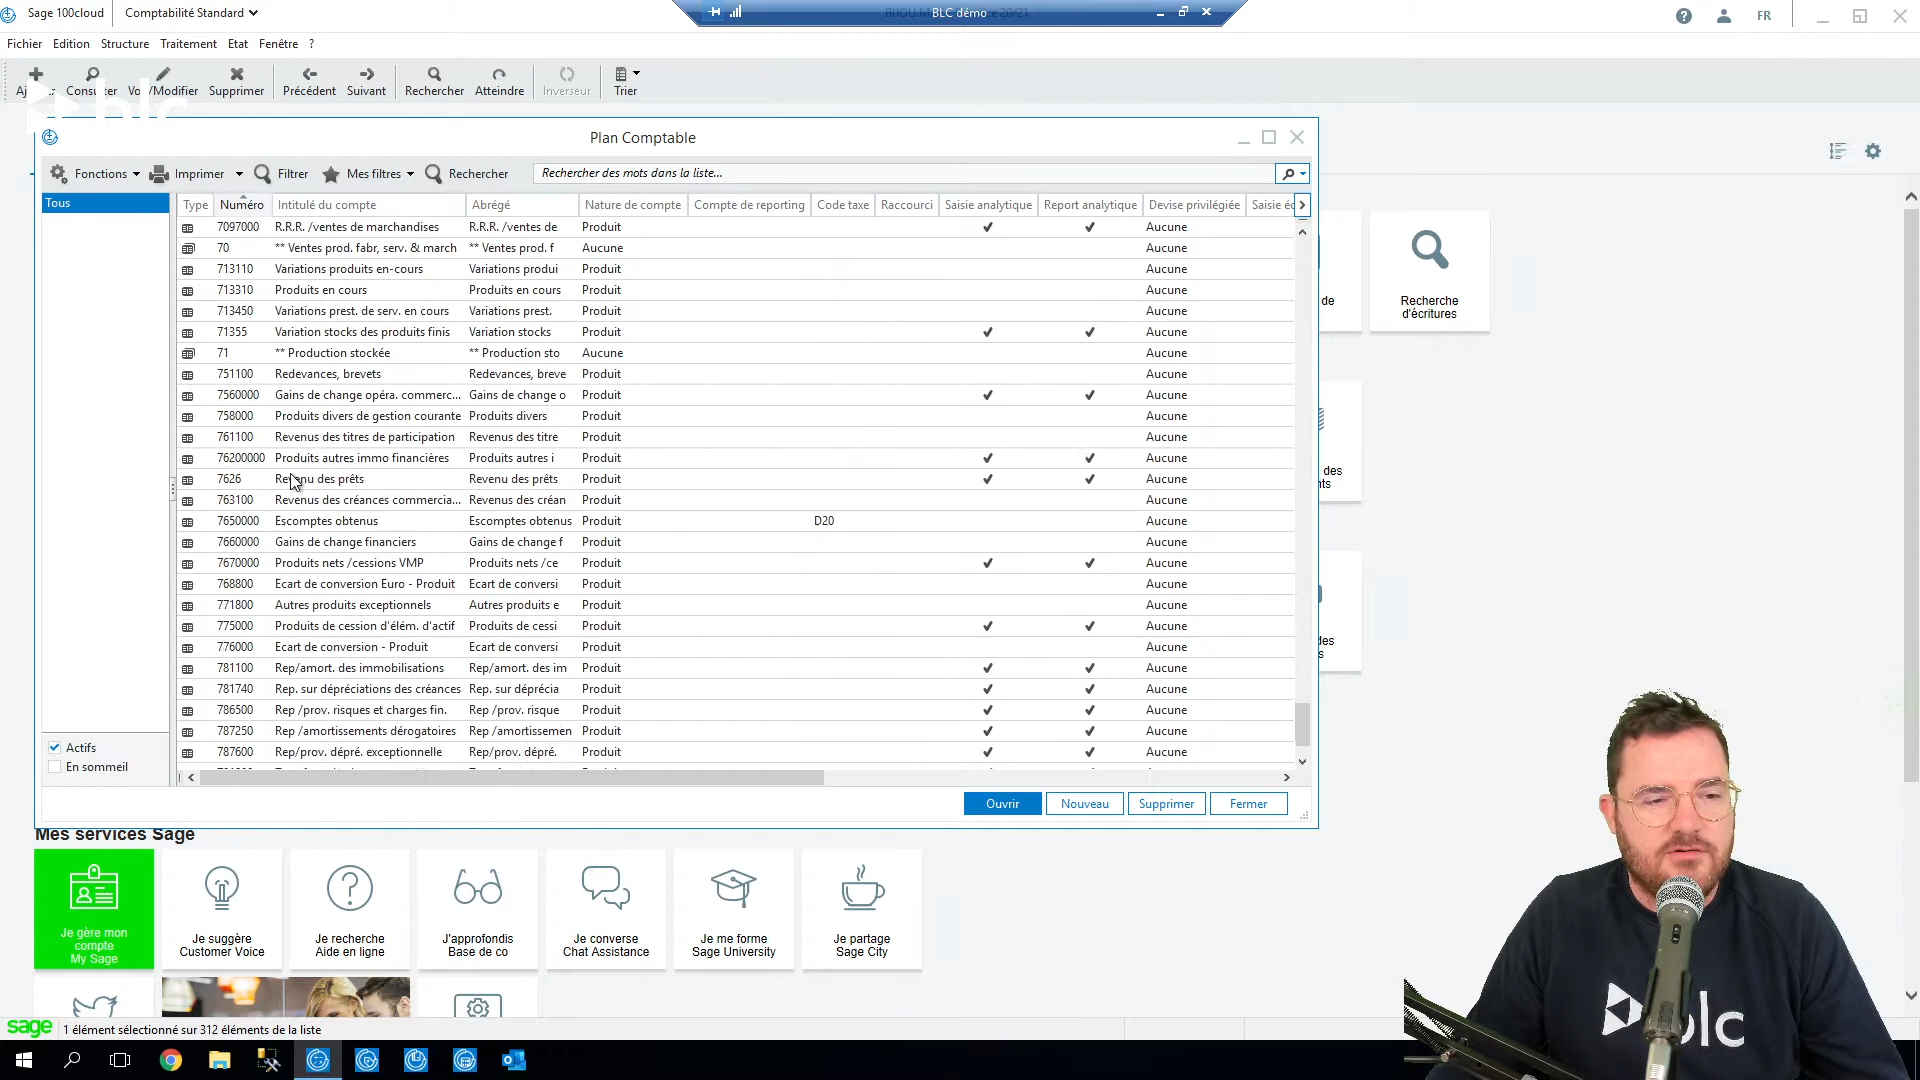 Sage 100cloud
Comptabilité Standard
BLC démo
FR
Fichier Edition Structure Traitement Etat Fenêtre ?
Consulter Voir/Modifier Supprimer Précédent Suivant Rechercher Atteindre Inverseur Trier
blc
Plan Comptable
Fonctions Imprimer Filtrer Mes filtres Rechercher Rechercher des mots dans la liste...
Tous
Type Numéro Intitulé du compte Abrégé Nature de compte Compte de reporting Code taxe Raccourci Saisie analytique Report analytique Devise privilégiée Saisie éc
7097000 R.R.R. /ventes de marchandises R.R.R. /ventes de Produit ✔ ✔ Aucune
70 ** Ventes prod. fabr, serv. & march ** Ventes prod. f Aucune Aucune
713110 Variations produits en-cours Variations produi Produit Aucune
713310 Produits en cours Produits en cours Produit Aucune
713450 Variations prest. de serv. en cours Variations prest. Produit Aucune
71355 Variation stocks des produits finis Variation stocks Produit ✔ ✔ Aucune
71 ** Production stockée ** Production sto Aucune Aucune
751100 Redevances, brevets Redevances, breve Produit Aucune
7560000 Gains de change opéra. commerc... Gains de change o Produit ✔ ✔ Aucune
758000 Produits divers de gestion courante Produits divers Produit Aucune
761100 Revenus des titres de participation Revenus des titre Produit Aucune
76200000 Produits autres immo financières Produits autres i Produit ✔ ✔ Aucune
7626 Revenu des prêts Revenu des prêts Produit ✔ ✔ Aucune
763100 Revenus des créances commercia... Revenus des créan Produit Aucune
7650000 Escomptes obtenus Escomptes obtenus Produit D20 Aucune
7660000 Gains de change financiers Gains de change f Produit Aucune
7670000 Produits nets /cessions VMP Produits nets /ce Produit ✔ ✔ Aucune
768800 Ecart de conversion Euro - Produit Ecart de conversi Produit Aucune
771800 Autres produits exceptionnels Autres produits e Produit Aucune
775000 Produits de cession d'élém. d'actif Produits de cessi Produit ✔ ✔ Aucune
776000 Ecart de conversion - Produit Ecart de conversi Produit Aucune
781100 Rep/amort. des immobilisations Rep/amort. des im Produit ✔ ✔ Aucune
781740 Rep. sur dépréciations des créances Rep. sur déprécia Produit ✔ ✔ Aucune
786500 Rep /prov. risques et charges fin. Rep /prov. risque Produit ✔ ✔ Aucune
787250 Rep /amortissements dérogatoires Rep /amortissemen Produit ✔ ✔ Aucune
787600 Rep/prov. dépré. exceptionnelle Rep/prov. dépré. Produit ✔ ✔ Aucune
Actifs
En sommeil
Ouvrir Nouveau Supprimer Fermer
de
Recherche
d'écritures
des
nts
des
s
Mes services Sage
Je gère mon
compte
My Sage
Je suggère
Customer Voice
Je recherche
Aide en ligne
J'approfondis
Base de co
Je converse
Chat Assistance
Je me forme
Sage University
Je partage
Sage City
sage 1 élément sélectionné sur 312 éléments de la liste
blc